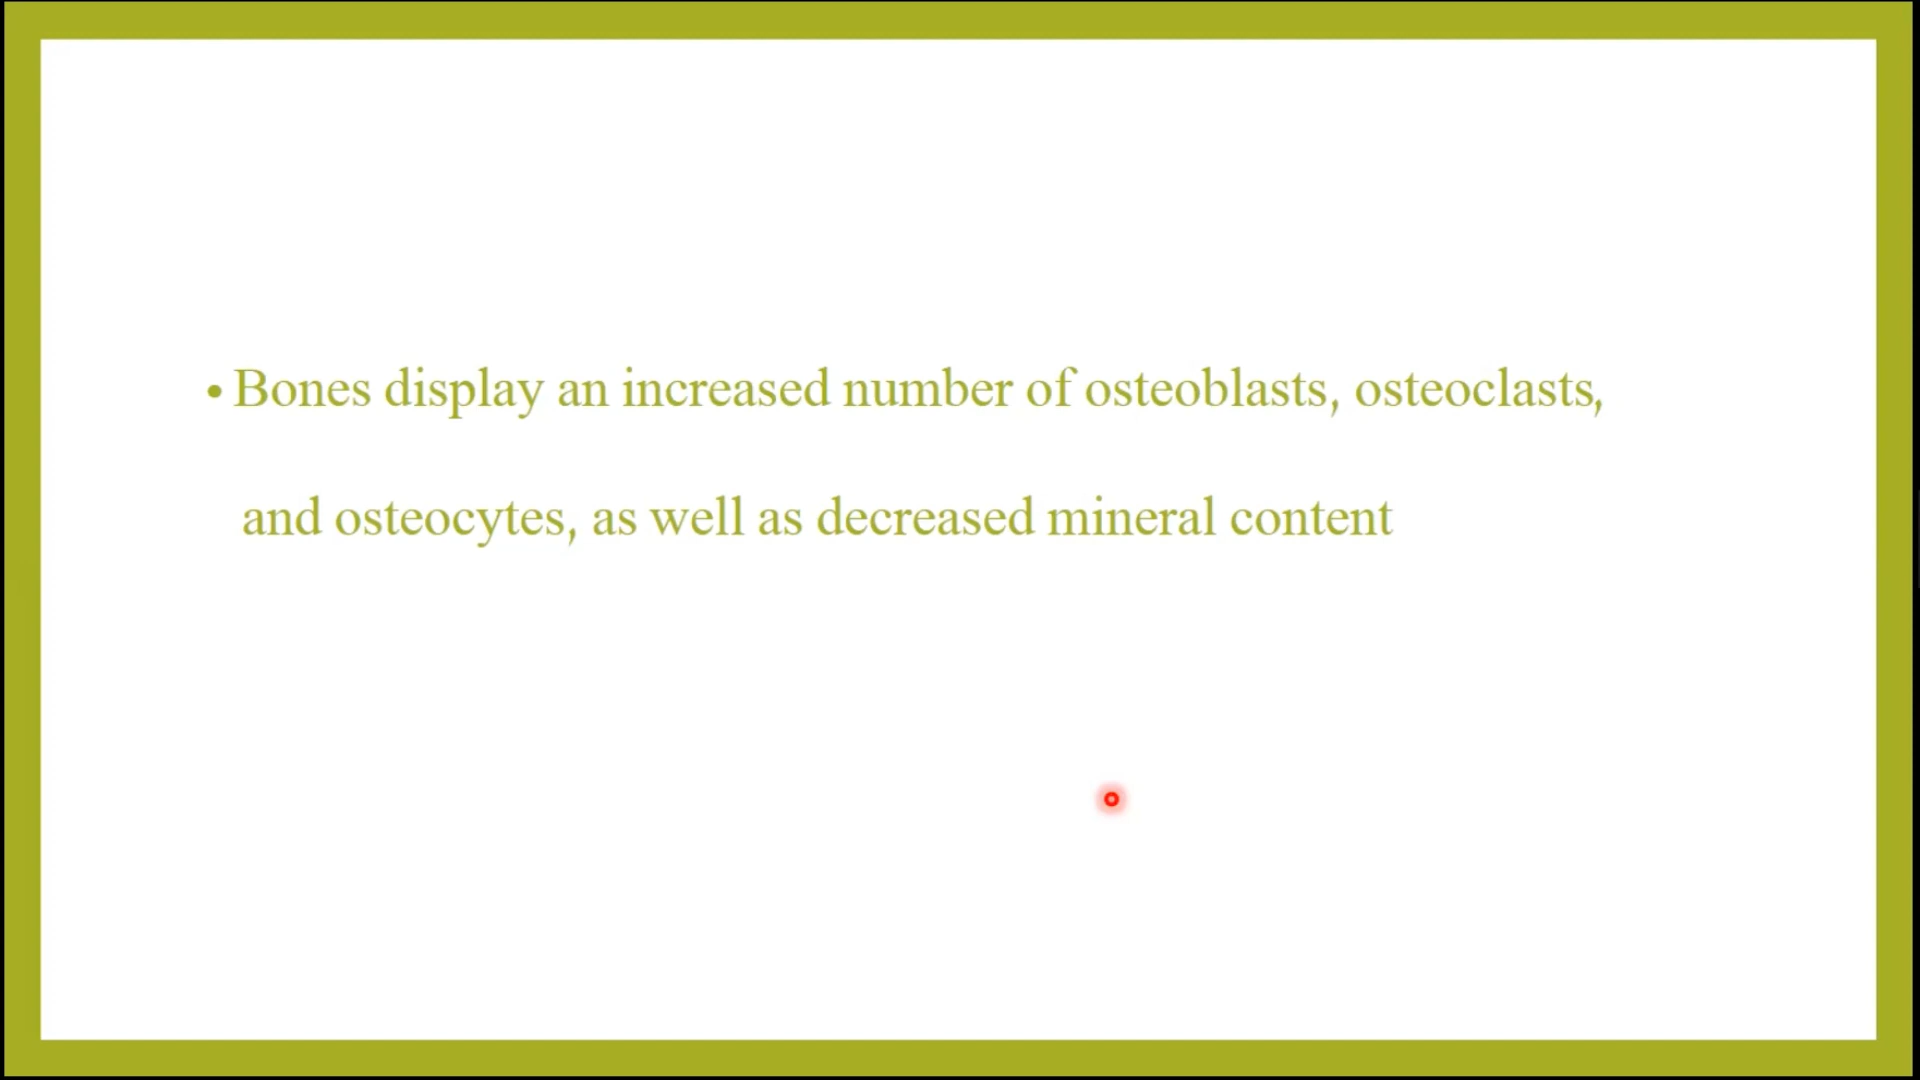 • Bones display an increased number of osteoblasts, osteoclasts,
and osteocytes, as well as decreased mineral content